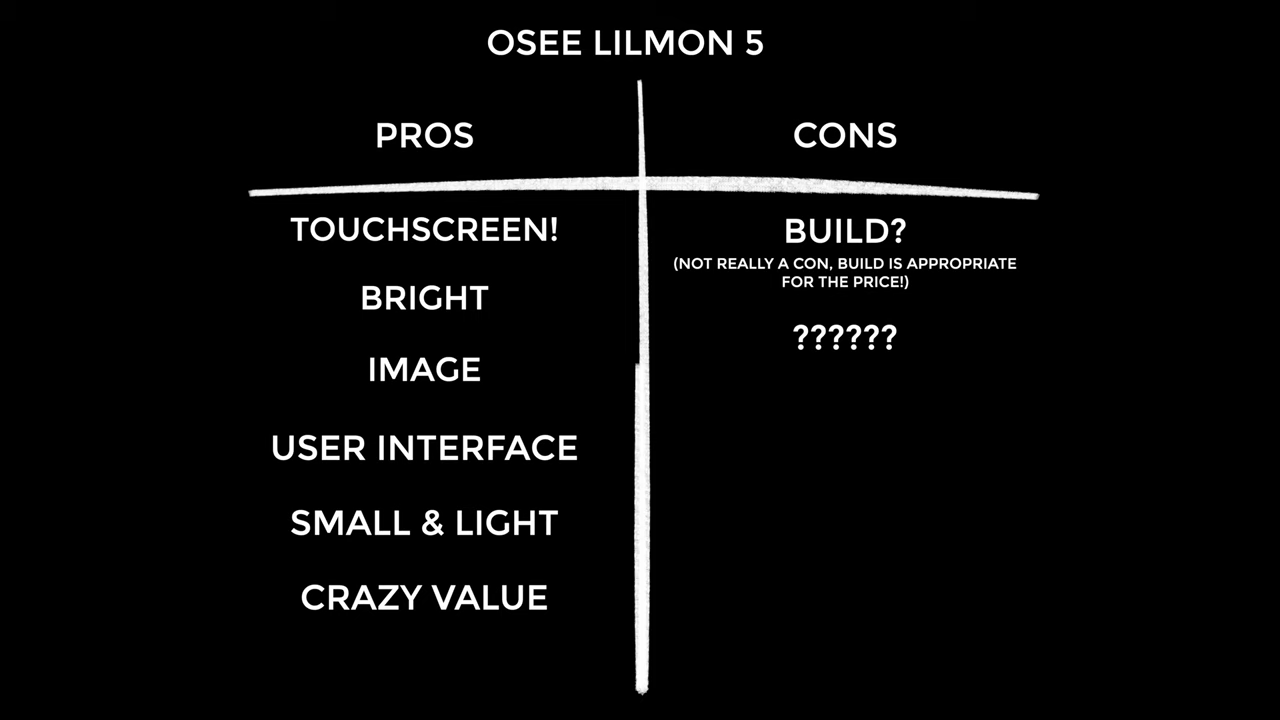 OSEE LILMON 5
PROS
CONS
TOUCHSCREEN!
BRIGHT
IMAGE
USER INTERFACE
SMALL & LIGHT
CRAZY VALUE
BUILD?
(NOT REALLY A CON, BUILD IS APPROPRIATE
FOR THE PRICE!)
??????